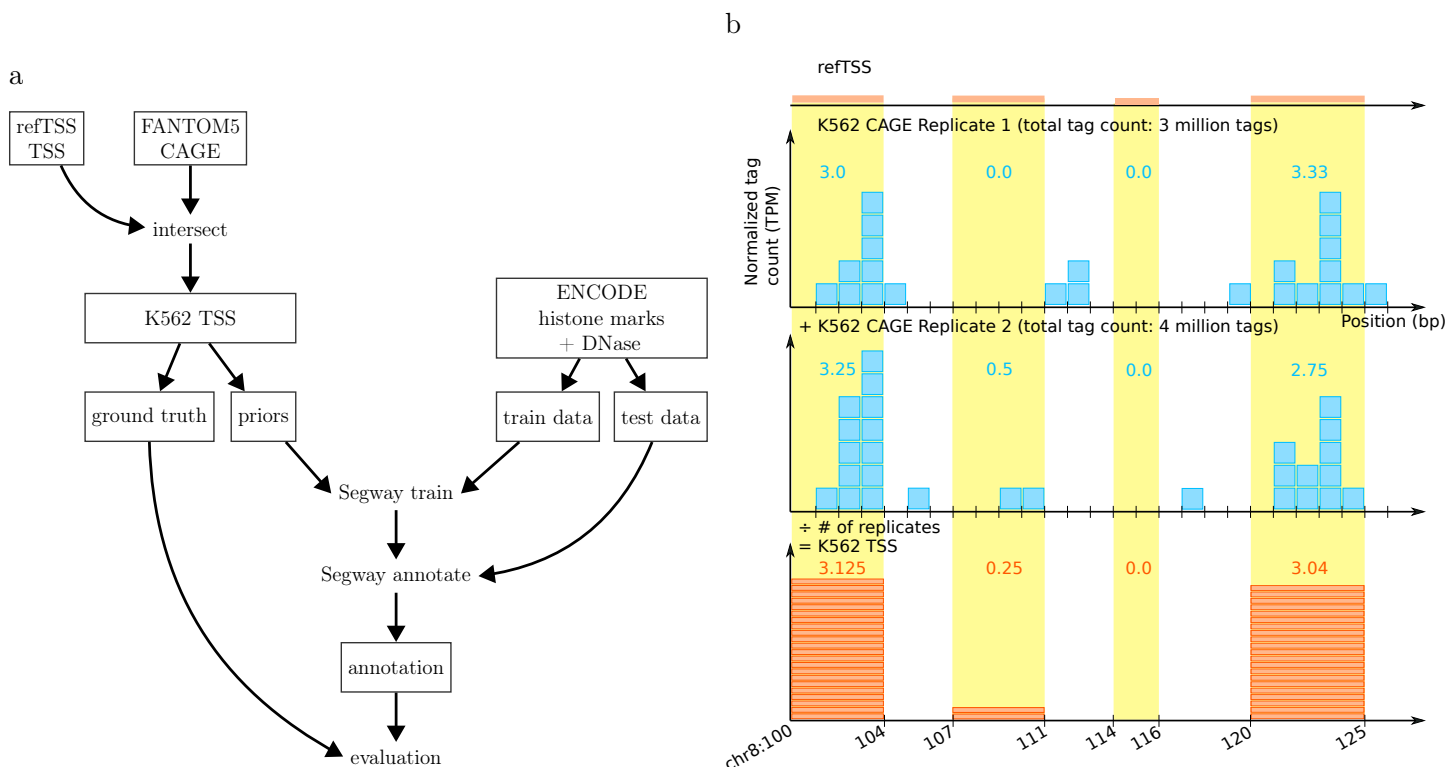 a
refTSS
TSS
FANTOM5
CAGE
intersect
K562 TSS
ENCODE
histone marks
+ DNase
ground truth
priors
train data
test data
Segway train
Segway annotate
annotation
evaluation
b
refTSS
K562 CAGE Replicate 1 (total tag count: 3 million tags)
Normalized tag
count (TPM)
3.0
0.0
0.0
3.33
Position (bp)
+ K562 CAGE Replicate 2 (total tag count: 4 million tags)
3.25
0.5
0.0
2.75
÷ # of replicates
= K562 TSS
3.125
0.25
0.0
3.04
chr8:100
104
107
111
114
116
120
125